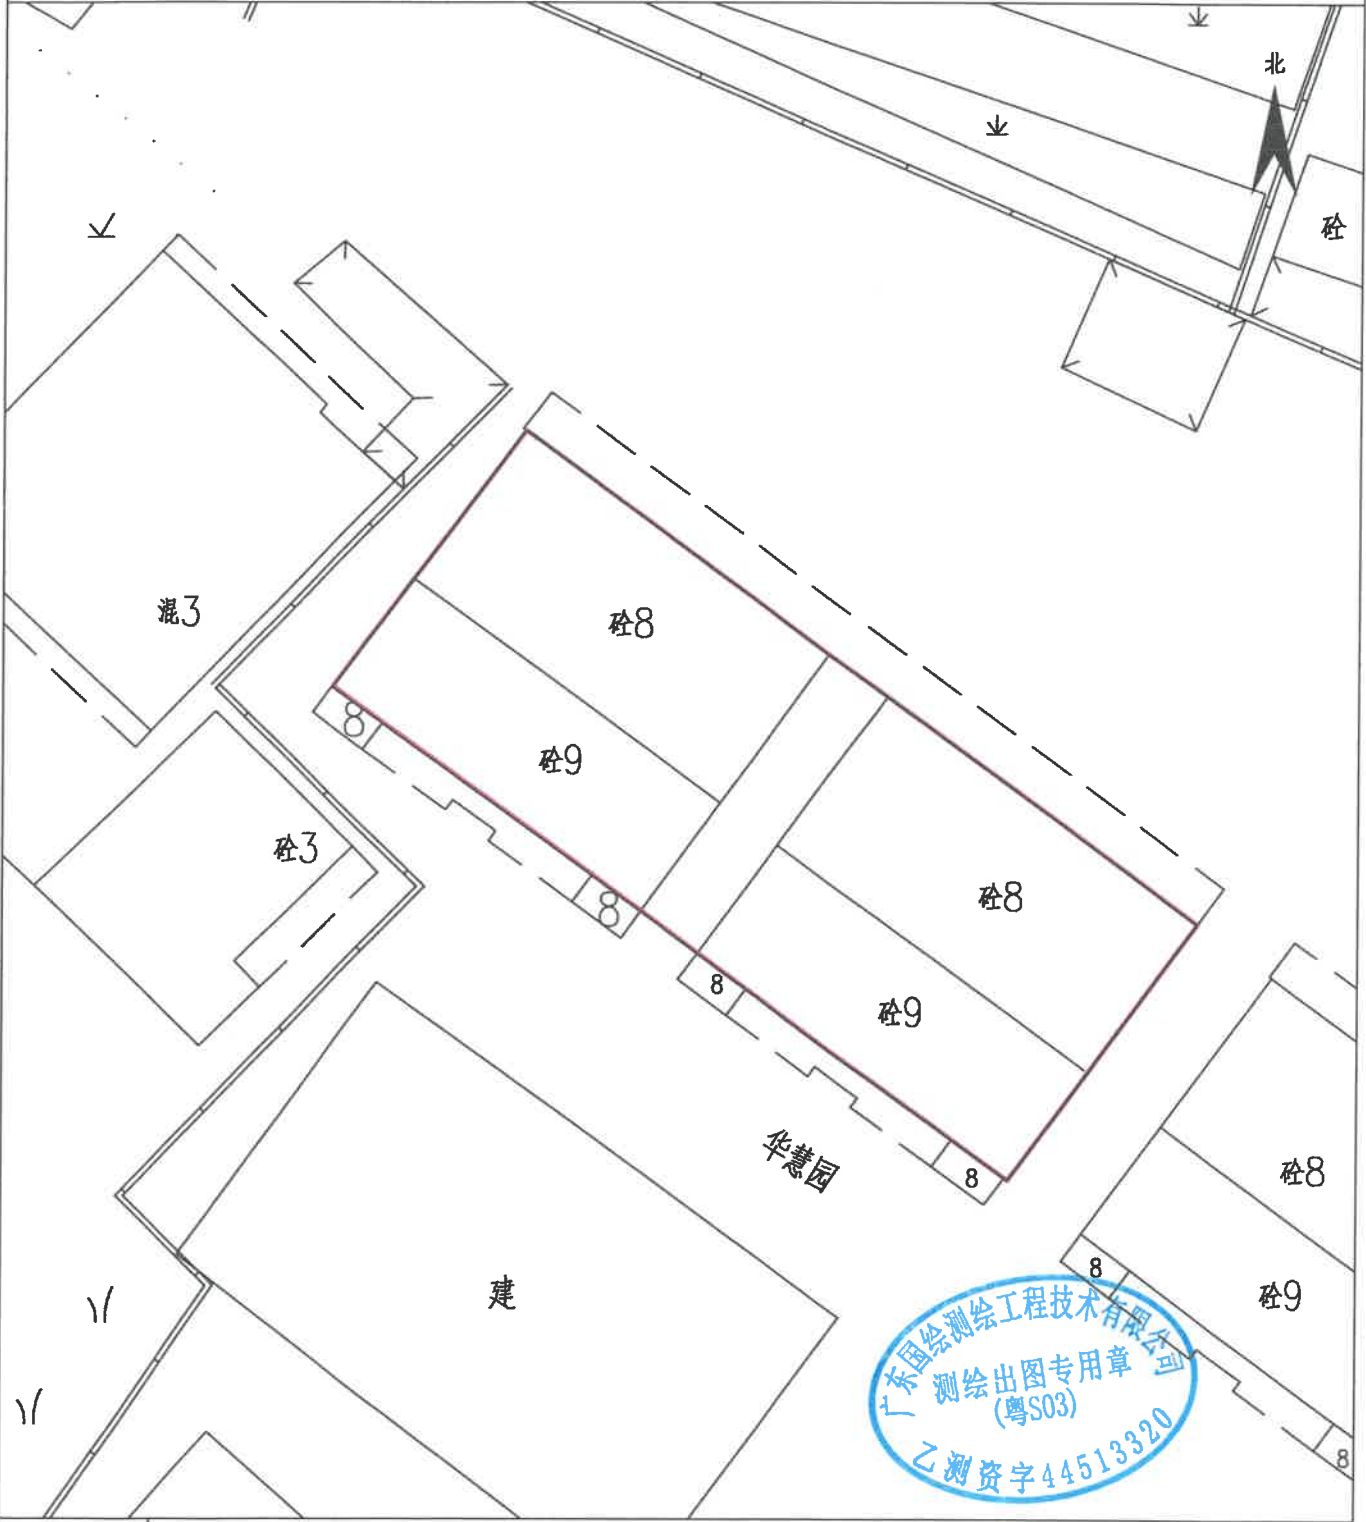 北
砼
混3
砼8
8
砼9
砼3
8
砼8
8
砼9
8
华慧园
砼8
8
砼9
建
8
广东国绘测绘工程技术有限公司
测绘出图专用章
(粤S03)
乙测资字44513320